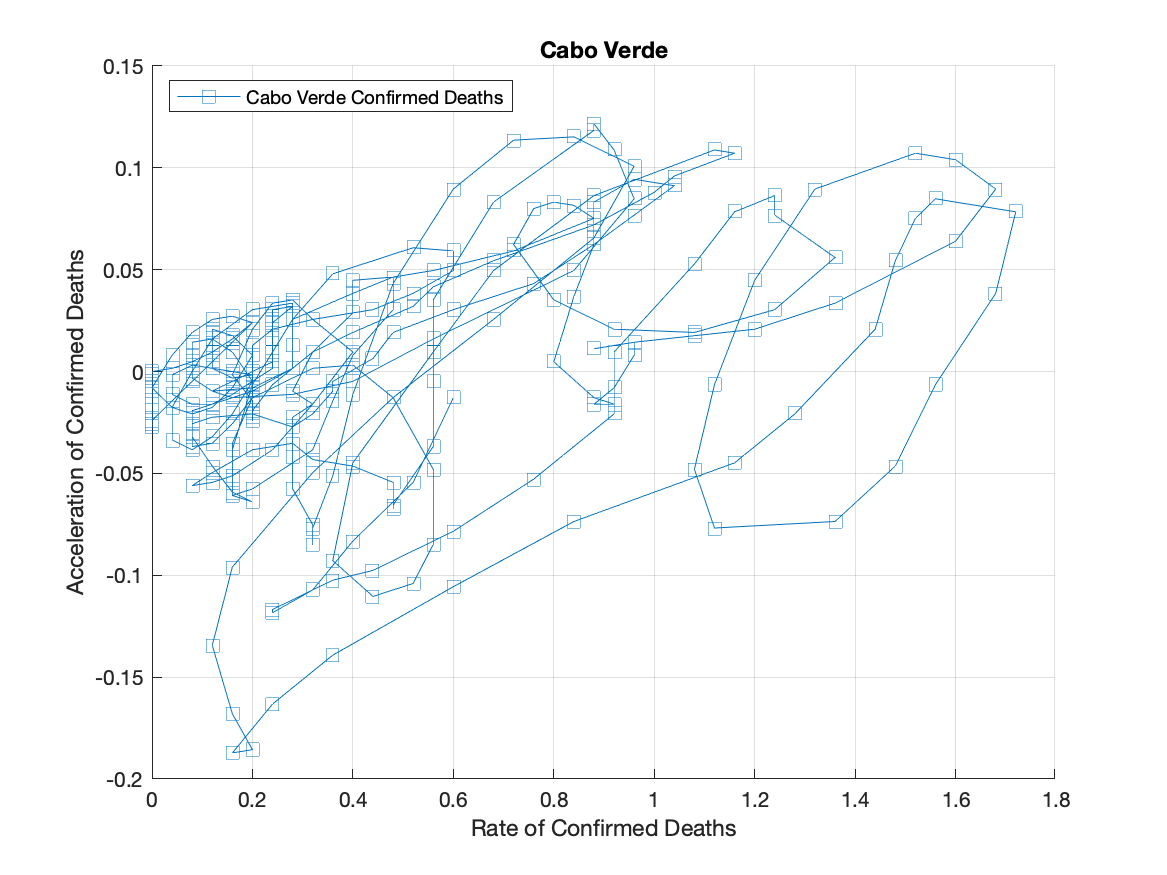 Cabo Verde
0.15
Cabo Verde Confirmed Deaths
0.1
0.05
0
-0.05
-0.1
-0.15
-0.2
Acceleration of Confirmed Deaths
0 0.2 0.4 0.6 0.8 1 1.2 1.4 1.6 1.8
Rate of Confirmed Deaths